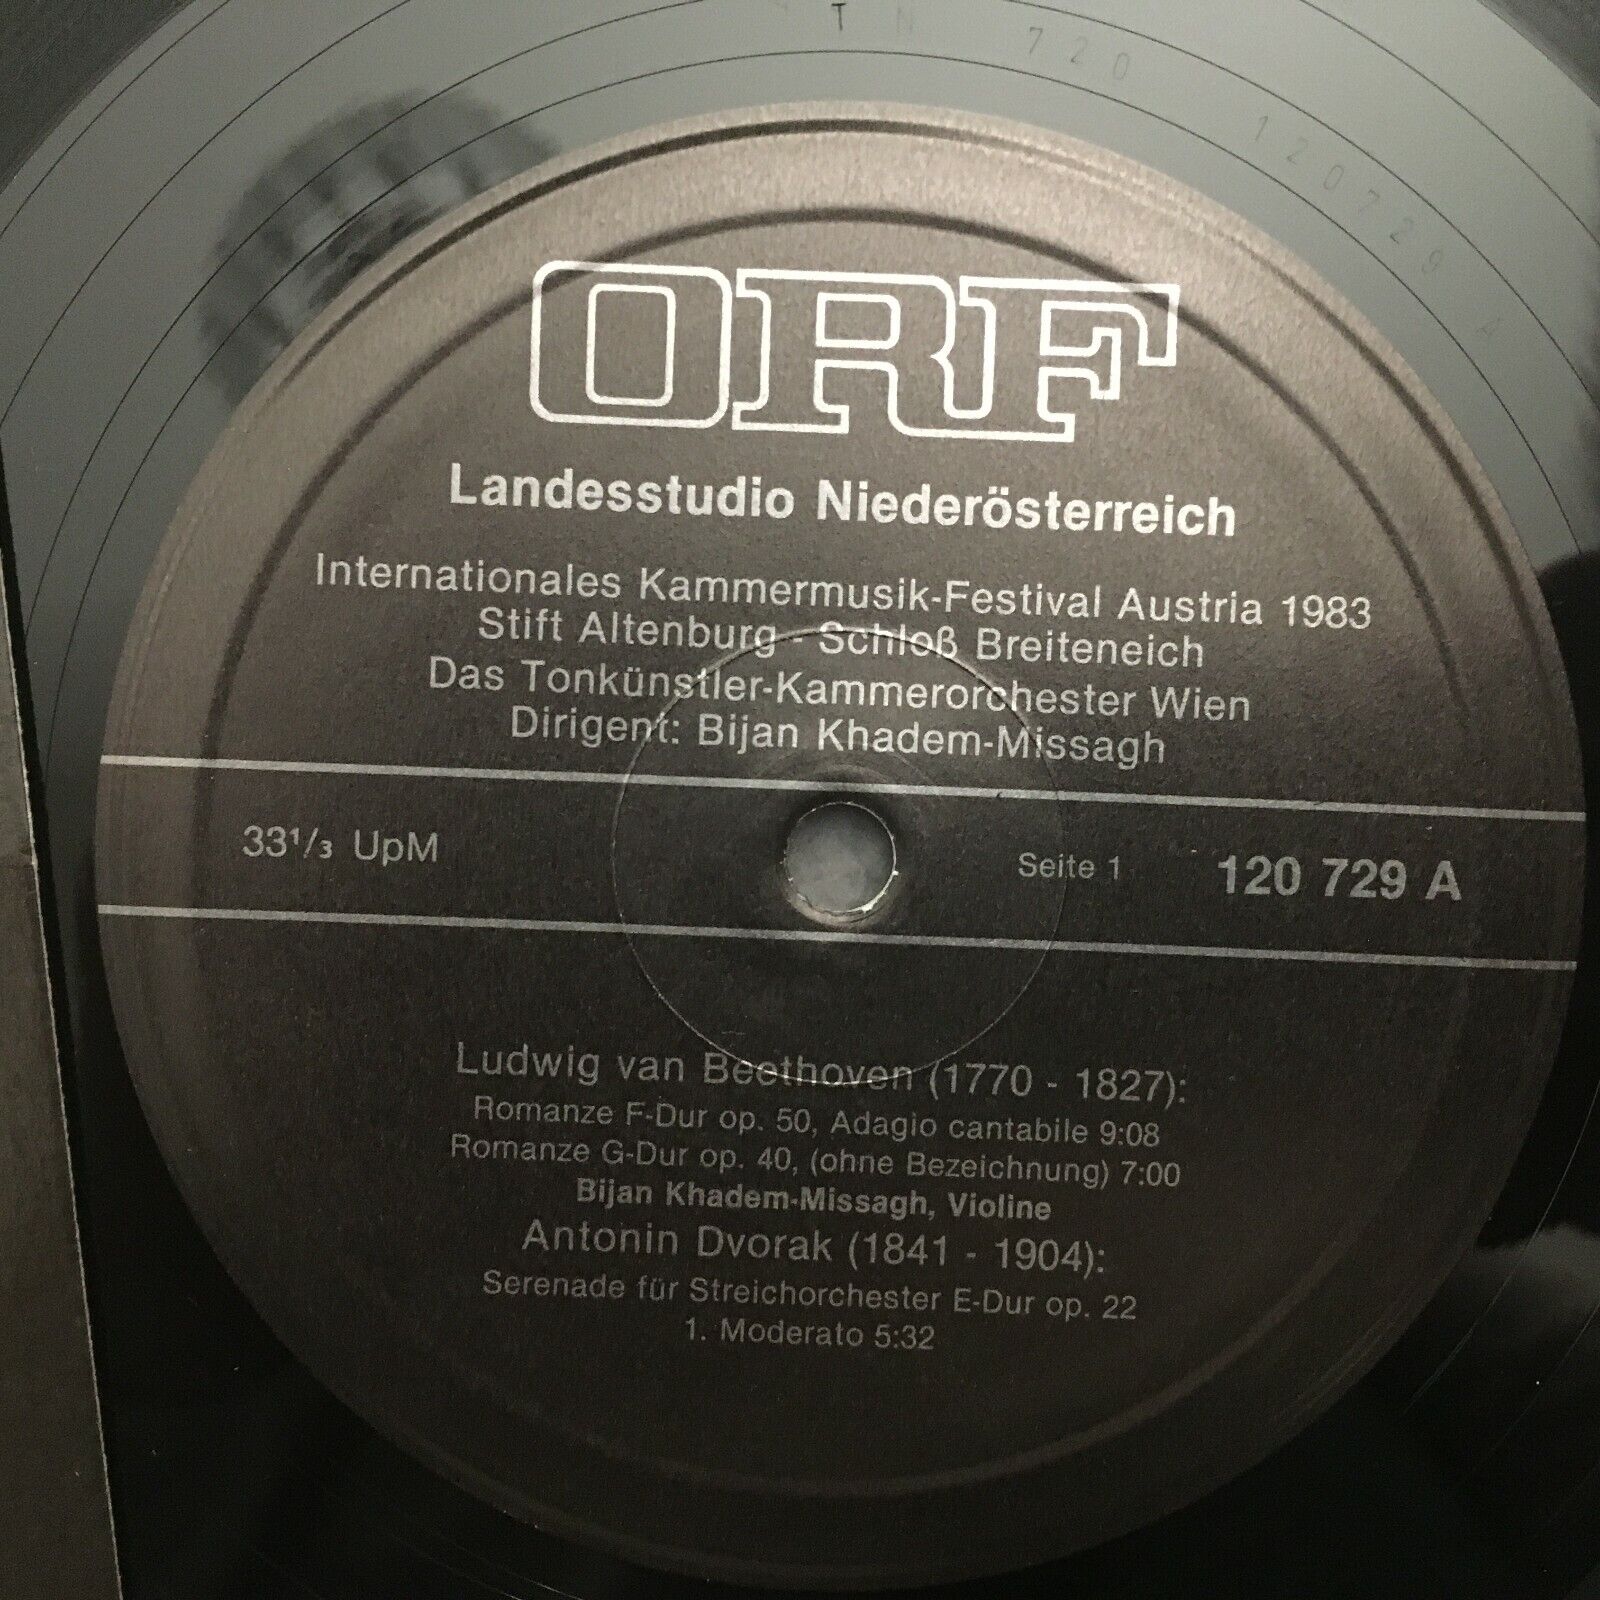 T N 720 120729 A
ORF
Landesstudio Niederösterreich
Internationales Kammermusik-Festival Austria 1983
Stift Altenburg - Schloß Breiteneich
Das Tonkünstler-Kammerorchester Wien
Dirigent: Bijan Khadem-Missagh
33¹/₃ UpM Seite 1 120 729 A
Ludwig van Beethoven (1770 - 1827):
Romanze F-Dur op. 50, Adagio cantabile 9:08
Romanze G-Dur op. 40, (ohne Bezeichnung) 7:00
Bijan Khadem-Missagh, Violine
Antonin Dvorak (1841 - 1904):
Serenade für Streichorchester E-Dur op. 22
1. Moderato 5:32